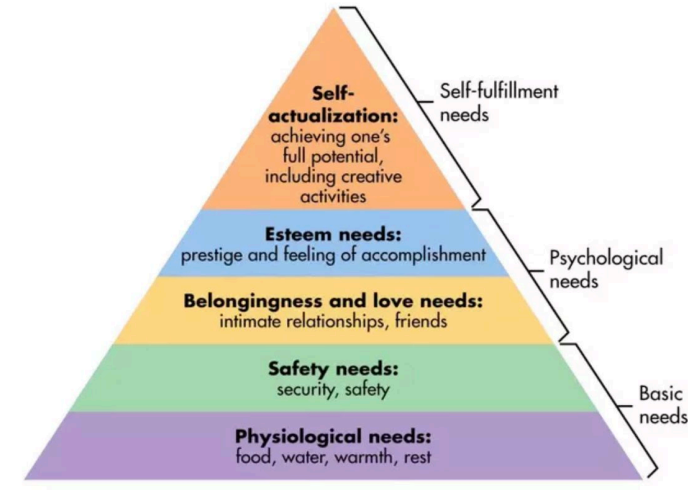 Self-
actualization:
achieving one's
full potential,
including creative
activities
Self-fulfillment
needs
Esteem needs:
prestige and feeling of accomplishment
Psychological
needs
Belongingness and love needs:
intimate relationships, friends
Safety needs:
security, safety
Basic
needs
Physiological needs:
food, water, warmth, rest